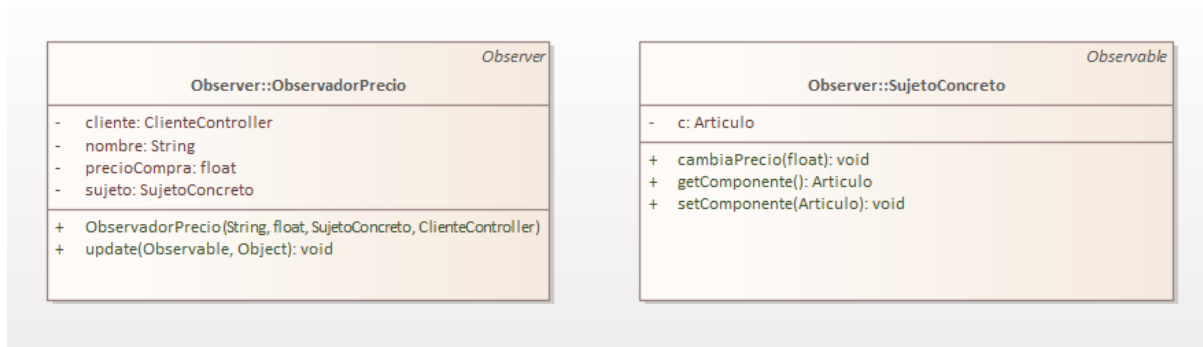 Observer
Observer::ObservadorPrecio
- cliente: ClienteController
- nombre: String
- precioCompra: float
- sujeto: SujetoConcreto
+ ObservadorPrecio(String, float, SujetoConcreto, ClienteController)
+ update(Observable, Object): void
Observable
Observer::SujetoConcreto
- c: Articulo
+ cambiaPrecio(float): void
+ getComponente(): Articulo
+ setComponente(Articulo): void